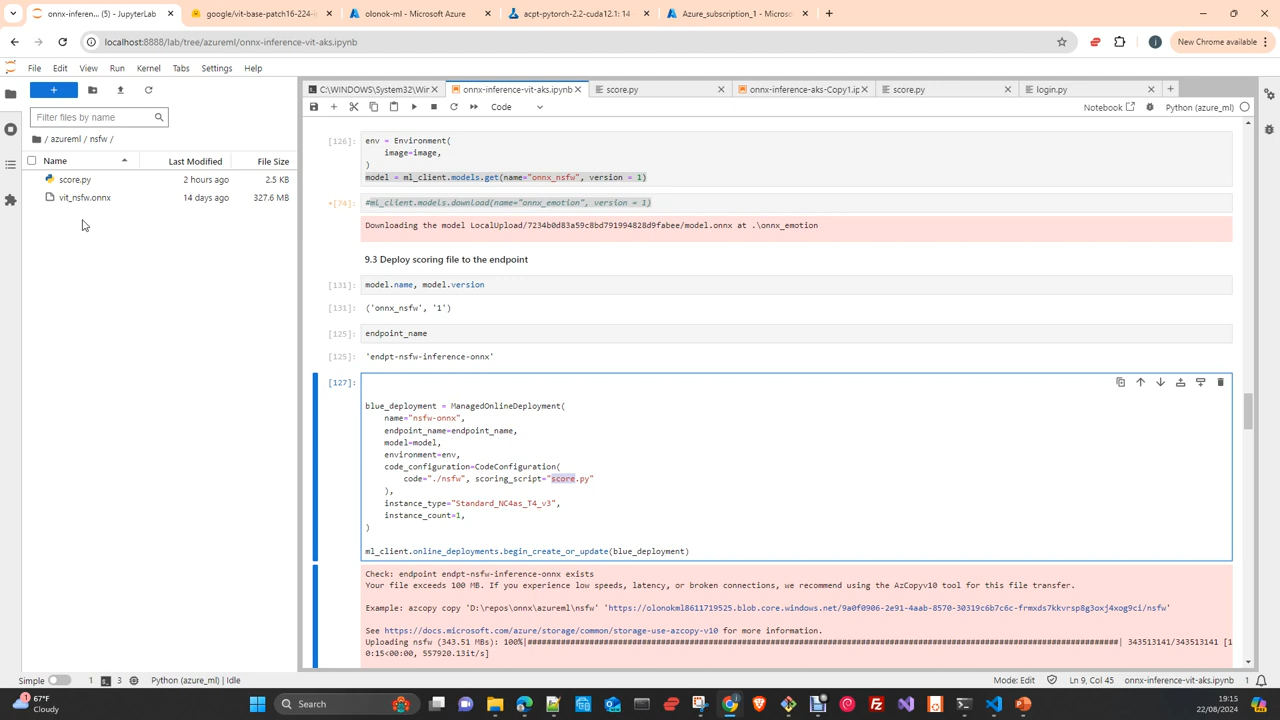 onnx-inferen... (5) - JupyterLab
google/vit-base-patch16-224-i
olonok-ml - Microsoft Azure
acpt-pytorch-2.2-cuda12.1: 14
Azure_subscription_1 - Microso
localhost:8888/lab/tree/azureml/onnx-inference-vit-aks.ipynb
New Chrome available
File Edit View Run Kernel Tabs Settings Help
C:\WINDOWS\System32\Wir
onnx-inference-vit-aks.ipynb
score.py
onnx-inference-aks-Copy1.ip
score.py
login.py
Code
Notebook
Python (azure_ml)
Filter files by name
/ azureml / nsfw /
Name Last Modified File Size
score.py 2 hours ago 2.5 KB
vit_nsfw.onnx 14 days ago 327.6 MB
[126]: env = Environment(
image=image,
)
model = ml_client.models.get(name="onnx_nsfw", version = 1)
[74]: #ml_client.models.download(name="onnx_emotion", version = 1)
Downloading the model LocalUpload/7234b0d83a59c8bd791994828d9fabee/model.onnx at .\onnx_emotion
9.3 Deploy scoring file to the endpoint
[131]: model.name, model.version
[131]: ('onnx_nsfw', '1')
[125]: endpoint_name
[125]: 'endpt-nsfw-inference-onnx'
[127]:
blue_deployment = ManagedOnlineDeployment(
name="nsfw-onnx",
endpoint_name=endpoint_name,
model=model,
environment=env,
code_configuration=CodeConfiguration(
code="./nsfw", scoring_script="score.py"
),
instance_type="Standard_NC4as_T4_v3",
instance_count=1,
)
ml_client.online_deployments.begin_create_or_update(blue_deployment)
Check: endpoint endpt-nsfw-inference-onnx exists
Your file exceeds 100 MB. If you experience low speeds, latency, or broken connections, we recommend using the AzCopyv10 tool for this file transfer.
Example: azcopy copy 'D:\repos\onnx\azureml\nsfw' 'https://olonokml8611719525.blob.core.windows.net/9a0f0906-2e91-4aab-8570-30319c6b7c6c-frmxds7kkvrsp8g3oxj4xog9ci/nsfw'
See https://docs.microsoft.com/azure/storage/common/storage-use-azcopy-v10 for more information.
Uploading nsfw (343.51 MBs): 100%|##########| 343513141/343513141 [1
0:15<00:00, 557920.13it/s]
Simple 1 3 Python (azure_ml) | Idle
Mode: Edit Ln 9, Col 45 onnx-inference-vit-aks.ipynb 1
67°F
Cloudy
Search
19:15
22/08/2024